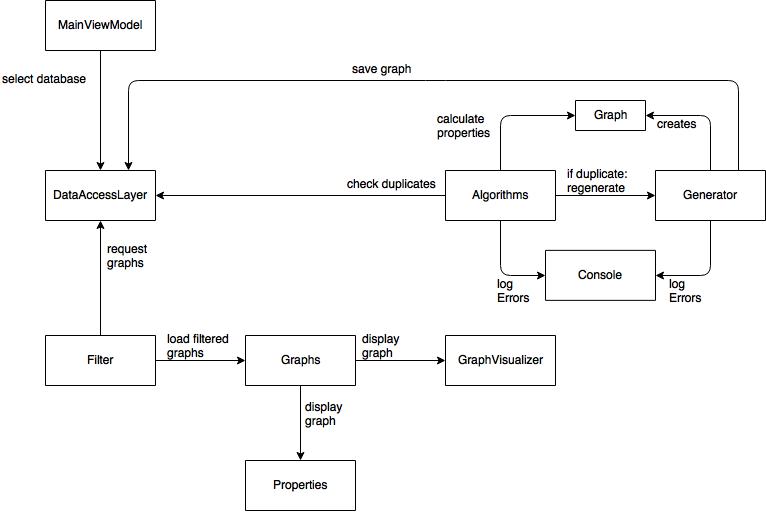 MainViewModel
select database
save graph
calculate
properties
Graph
creates
DataAccessLayer
check duplicates
Algorithms
if duplicate:
regenerate
Generator
request
graphs
log
Errors
Console
log
Errors
Filter
load filtered
graphs
Graphs
display
graph
GraphVisualizer
display
graph
Properties